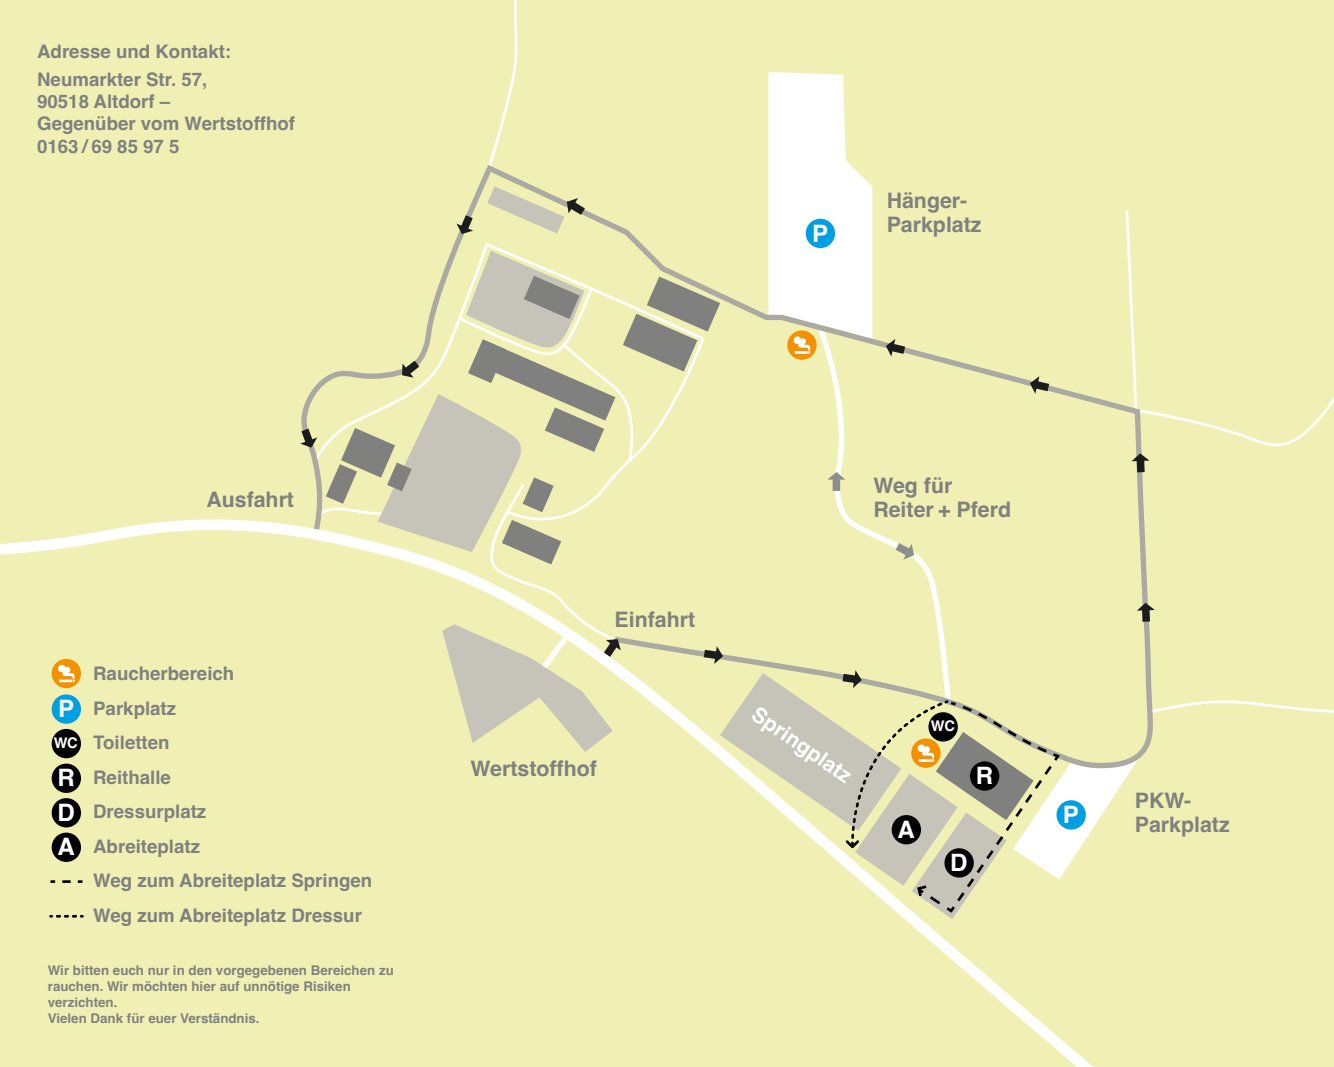 Adresse und Kontakt:
Neumarkter Str. 57,
90518 Altdorf –
Gegenüber vom Wertstoffhof
0163 / 69 85 97 5
P
Hänger-
Parkplatz
Ausfahrt
Weg für
Reiter + Pferd
Einfahrt
Springplatz
WC
R
A
D
P
PKW-
Parkplatz
Wertstoffhof
Raucherbereich
P Parkplatz
WC Toiletten
R Reithalle
D Dressurplatz
A Abreiteplatz
Weg zum Abreiteplatz Springen
Weg zum Abreiteplatz Dressur
Wir bitten euch nur in den vorgegebenen Bereichen zu
rauchen. Wir möchten hier auf unnötige Risiken
verzichten.
Vielen Dank für euer Verständnis.